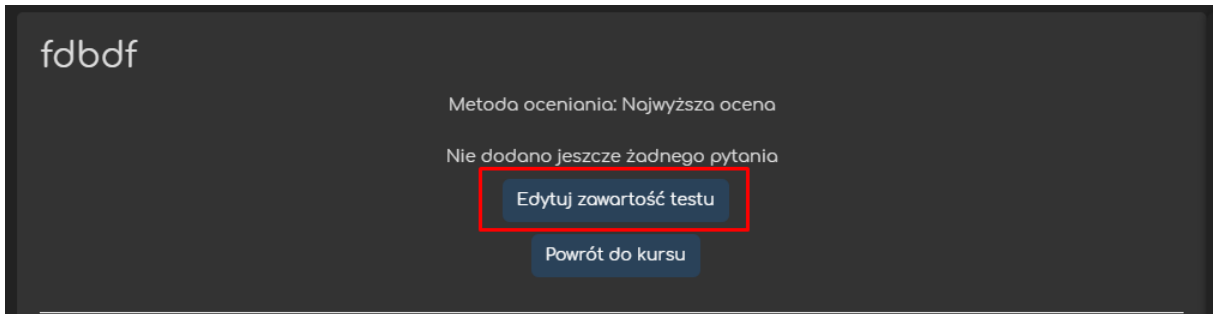 fdbdf
Metoda oceniania: Najwyższa ocena
Nie dodano jeszcze żadnego pytania
Edytuj zawartość testu
Powrót do kursu